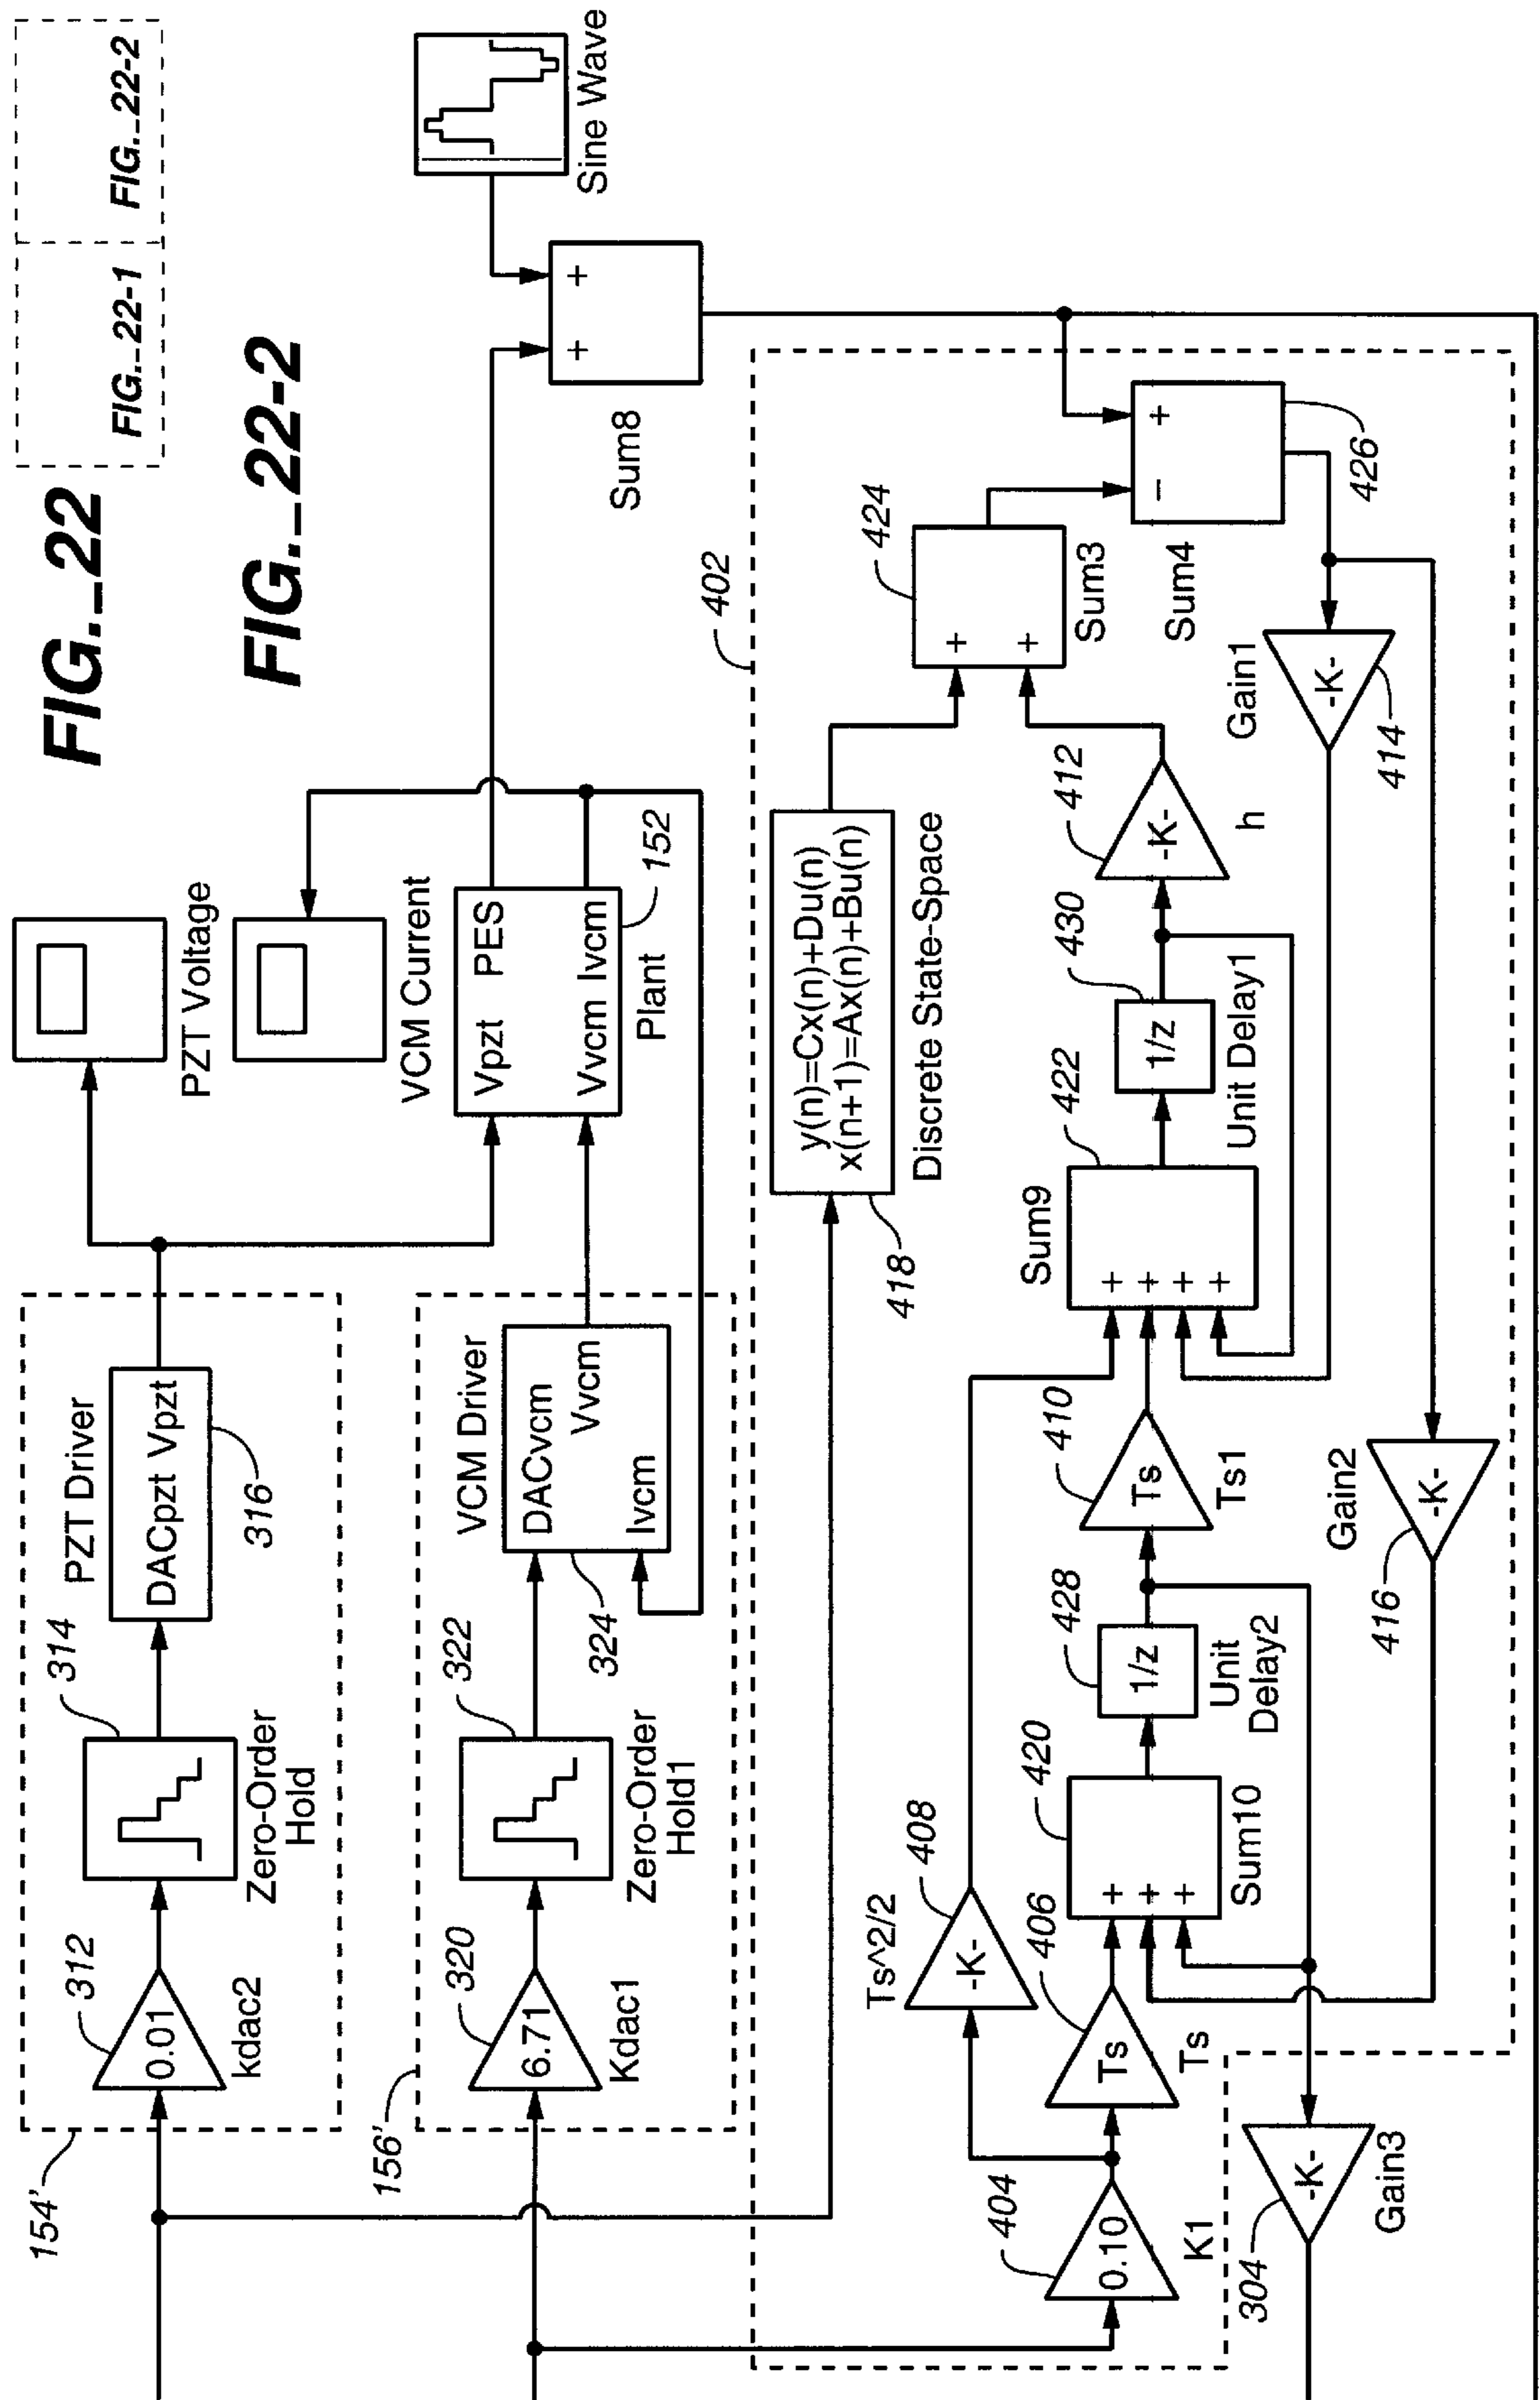 FIG._22
FIG._22-1
FIG._22-2
FIG._22-2
154'
312
0.01
kdac2
314
Zero-Order
Hold
PZT Driver
DACpzt Vpzt
316
PZT Voltage
VCM Current
156'
320
6.71
Kdac1
322
Zero-Order
Hold1
VCM Driver
DACvcm
Vvcm
Ivcm
324
Vpzt PES
Vvcm Ivcm
152
Plant
+ +
Sum8
Sine Wave
402
y(n)=Cx(n)+Du(n)
x(n+1)=Ax(n)+Bu(n)
418
Discrete State-Space
404
0.10
K1
Ts^2/2
408
-K-
406
Ts
Ts
420
+
+
+
Sum10
428
1/z
Unit
Delay2
410
Ts
Ts1
Sum9
422
+
+
+
+
430
1/z
Unit Delay1
412
-K-
h
424
+
+
Sum3
− +
Sum4
426
Gain1
-K-
414
Gain2
-K-
416
304
-K-
Gain3